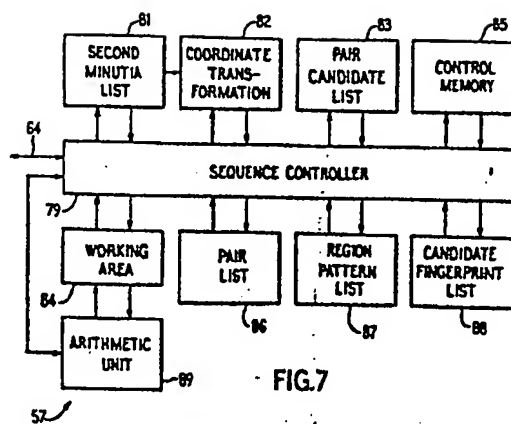 81
82
83
85
SECOND
MINUTIA
LIST
COORDINATE
TRANS-
FORMATION
PAIR
CANDIDATE
LIST
CONTROL
MEMORY
64
SEQUENCE CONTROLLER
79
WORKING
AREA
PAIR
LIST
REGION
PATTERN
LIST
CANDIDATE
FINGERPRINT
LIST
84
86
87
88
ARITHMETIC
UNIT
89
FIG.7
57